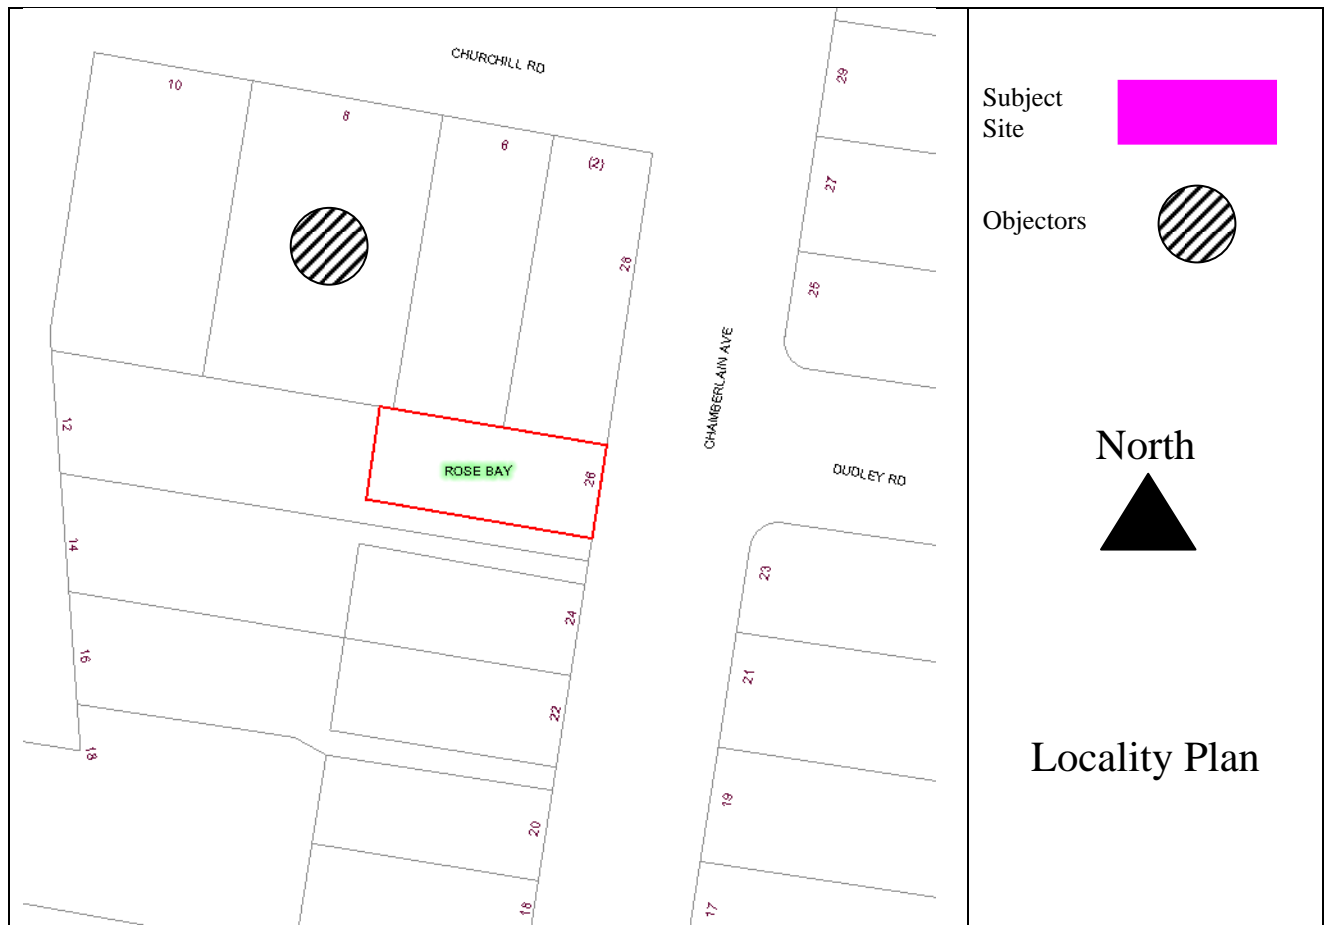 CHURCHILL RD
10
8
6
(2)
29
27
25
28
CHAMBERLAIN AVE
DUDLEY RD
12
ROSE BAY
26
14
24
23
16
22
21
18
20
19
18
17
Subject
Site
Objectors
North
Locality Plan